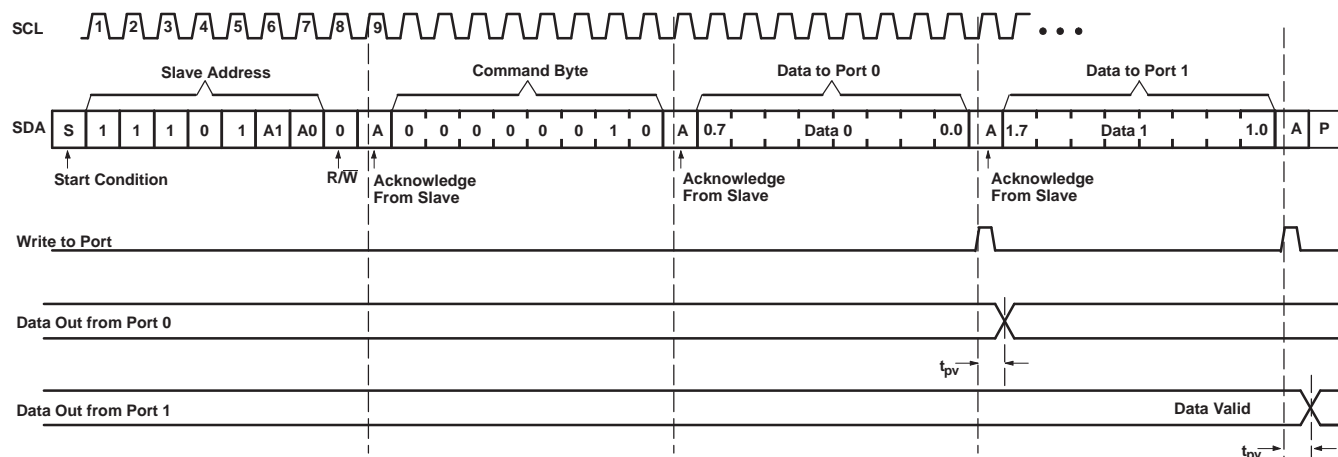 SCL 1 2 3 4 5 6 7 8 9 • • •
Slave Address Command Byte Data to Port 0 Data to Port 1
SDA S 1 1 1 0 1 A1 A0 0 A 0 0 0 0 0 0 1 0 A 0.7 Data 0 0.0 A 1.7 Data 1 1.0 A P
Start Condition R/W̅ Acknowledge From Slave Acknowledge From Slave Acknowledge From Slave
Write to Port
Data Out from Port 0
tpv
Data Out from Port 1 Data Valid
tpv